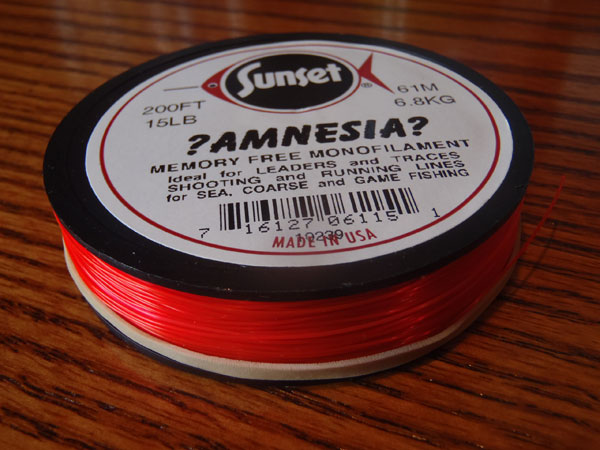 Sunset ®
200FT 61M
15LB 6.8KG
?AMNESIA?
MEMORY FREE MONOFILAMENT
Ideal for LEADERS and TRACES
SHOOTING and RUNNING LINES
for SEA, COARSE and GAME FISHING
7 16127 06115 1
10239
MADE IN USA